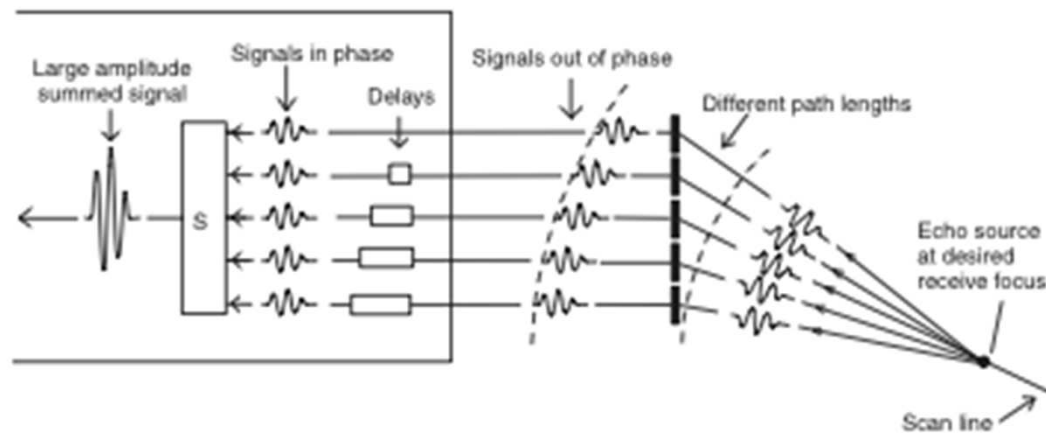 Large amplitude
summed signal
Signals in phase
Delays
Signals out of phase
Different path lengths
S
Echo source
at desired
receive focus
Scan line